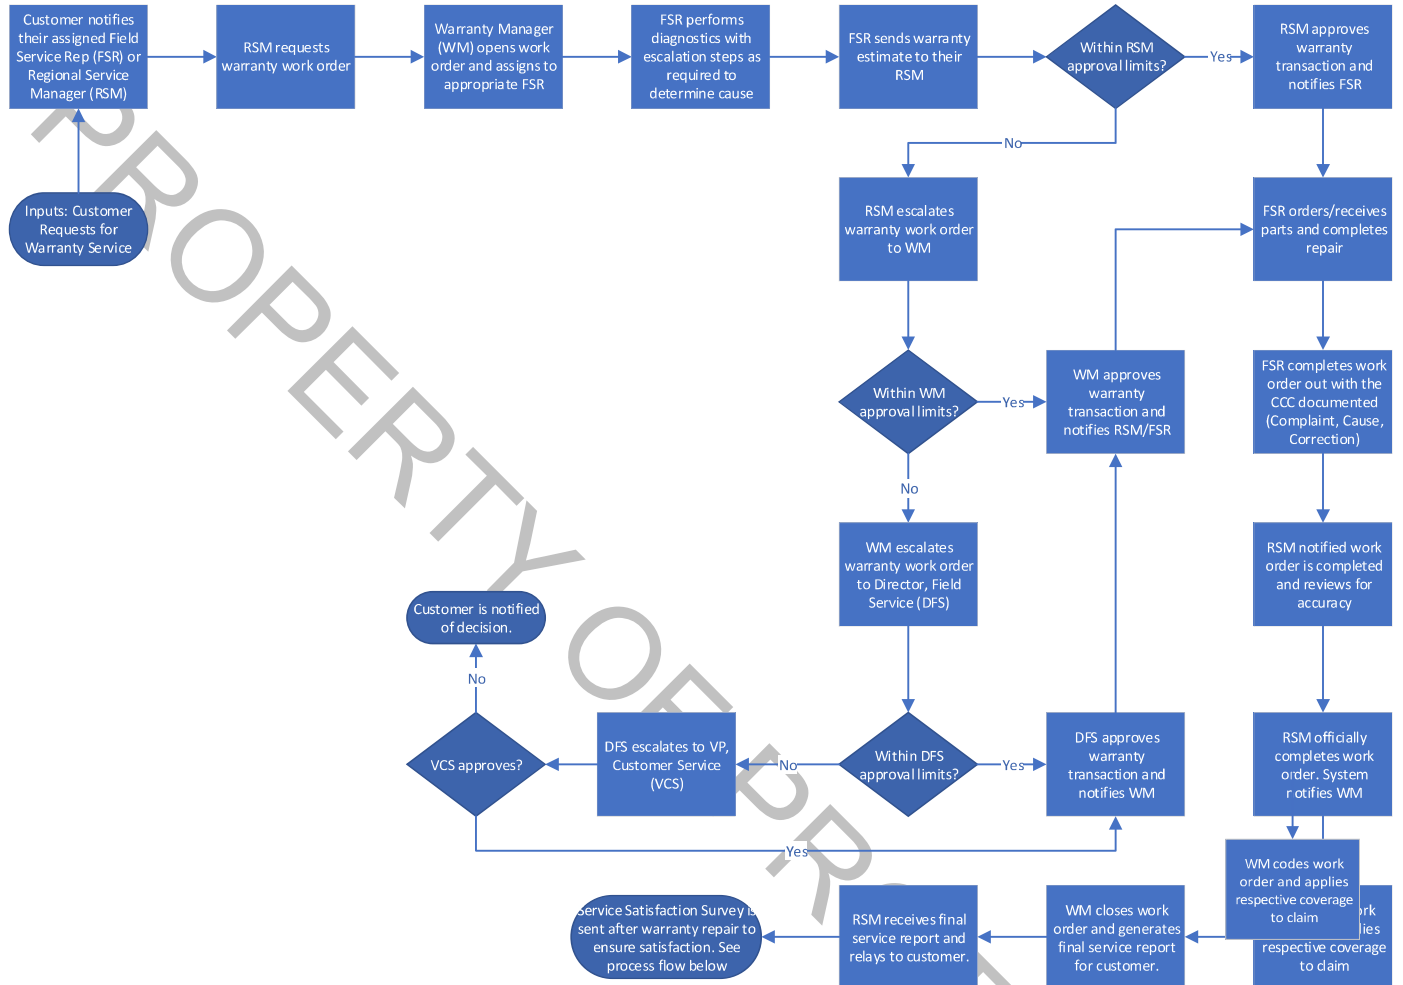 Customer notifies
their assigned Field
Service Rep (FSR) or
Regional Service
Manager (RSM)
RSM requests
warranty work order
Warranty Manager
(WM) opens work
order and assigns to
appropriate FSR
FSR performs
diagnostics with
escalation steps as
required to
determine cause
FSR sends warranty
estimate to their
RSM
Within RSM
approval limits?
Yes
RSM approves
warranty
transaction and
notifies FSR
No
Inputs: Customer
Requests for
Warranty Service
RSM escalates
warranty work order
to WM
FSR orders/receives
parts and completes
repair
Within WM
approval limits?
Yes
WM approves
warranty
transaction and
notifies RSM/FSR
FSR completes work
order out with the
CCC documented
(Complaint, Cause,
Correction)
No
WM escalates
warranty work order
to Director, Field
Service (DFS)
RSM notified work
order is completed
and reviews for
accuracy
Customer is notified
of decision.
No
VCS approves?
DFS escalates to VP,
Customer Service
(VCS)
No
Within DFS
approval limits?
Yes
DFS approves
warranty
transaction and
notifies WM
RSM officially
completes work
order. System
notifies WM
Yes
WM codes work
order and applies
respective coverage
to claim
Service Satisfaction Survey is
sent after warranty repair to
ensure satisfaction. See
process flow below
RSM receives final
service report and
relays to customer.
WM closes work
order and generates
final service report
for customer.
respective coverage
to claim
PROPERTY OF